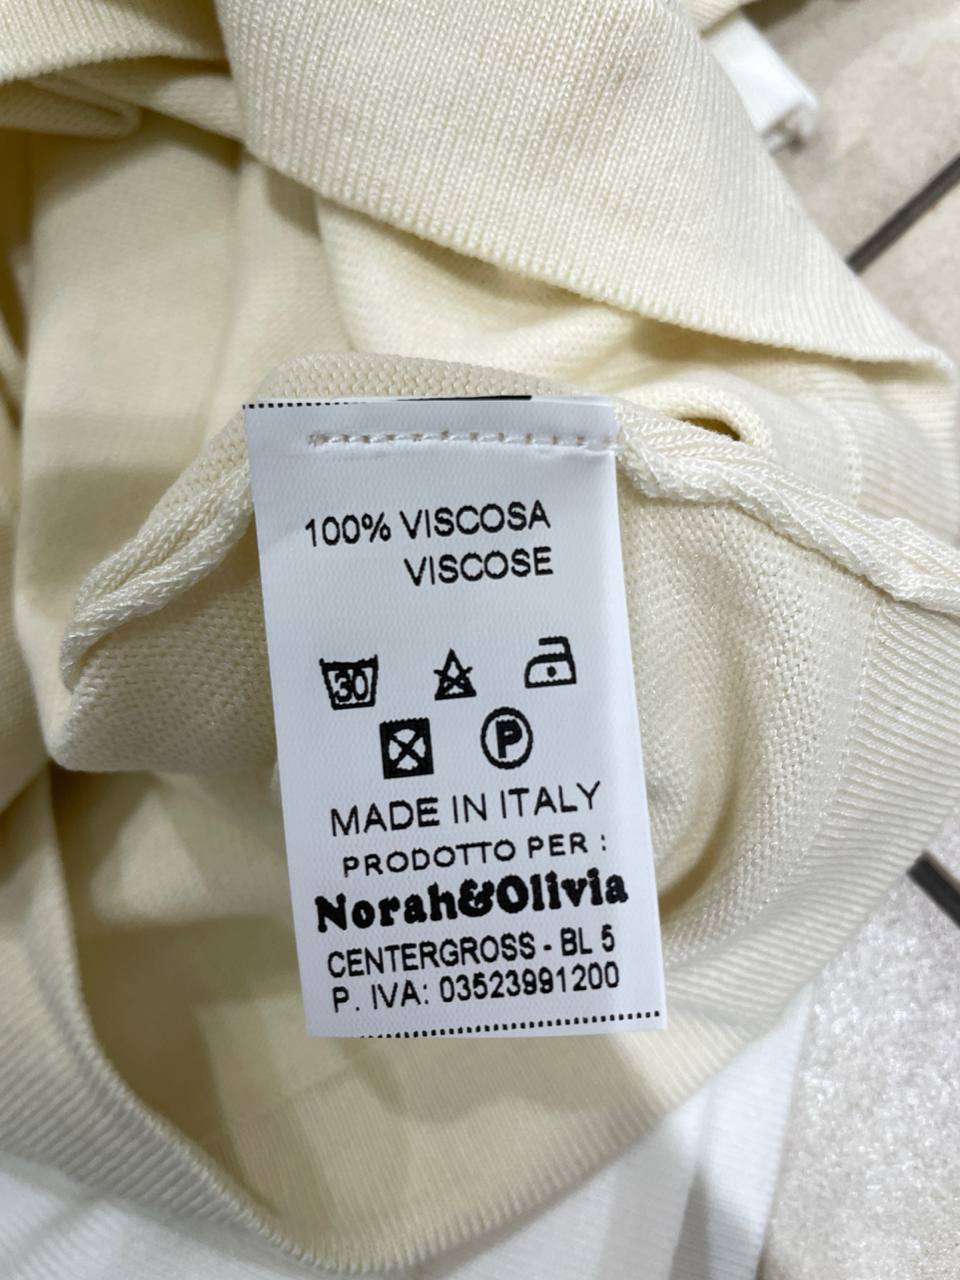 100% VISCOSA
VISCOSE
30
P
MADE IN ITALY
PRODOTTO PER :
Norah&Olivia
CENTERGROSS - BL 5
P. IVA: 03523991200